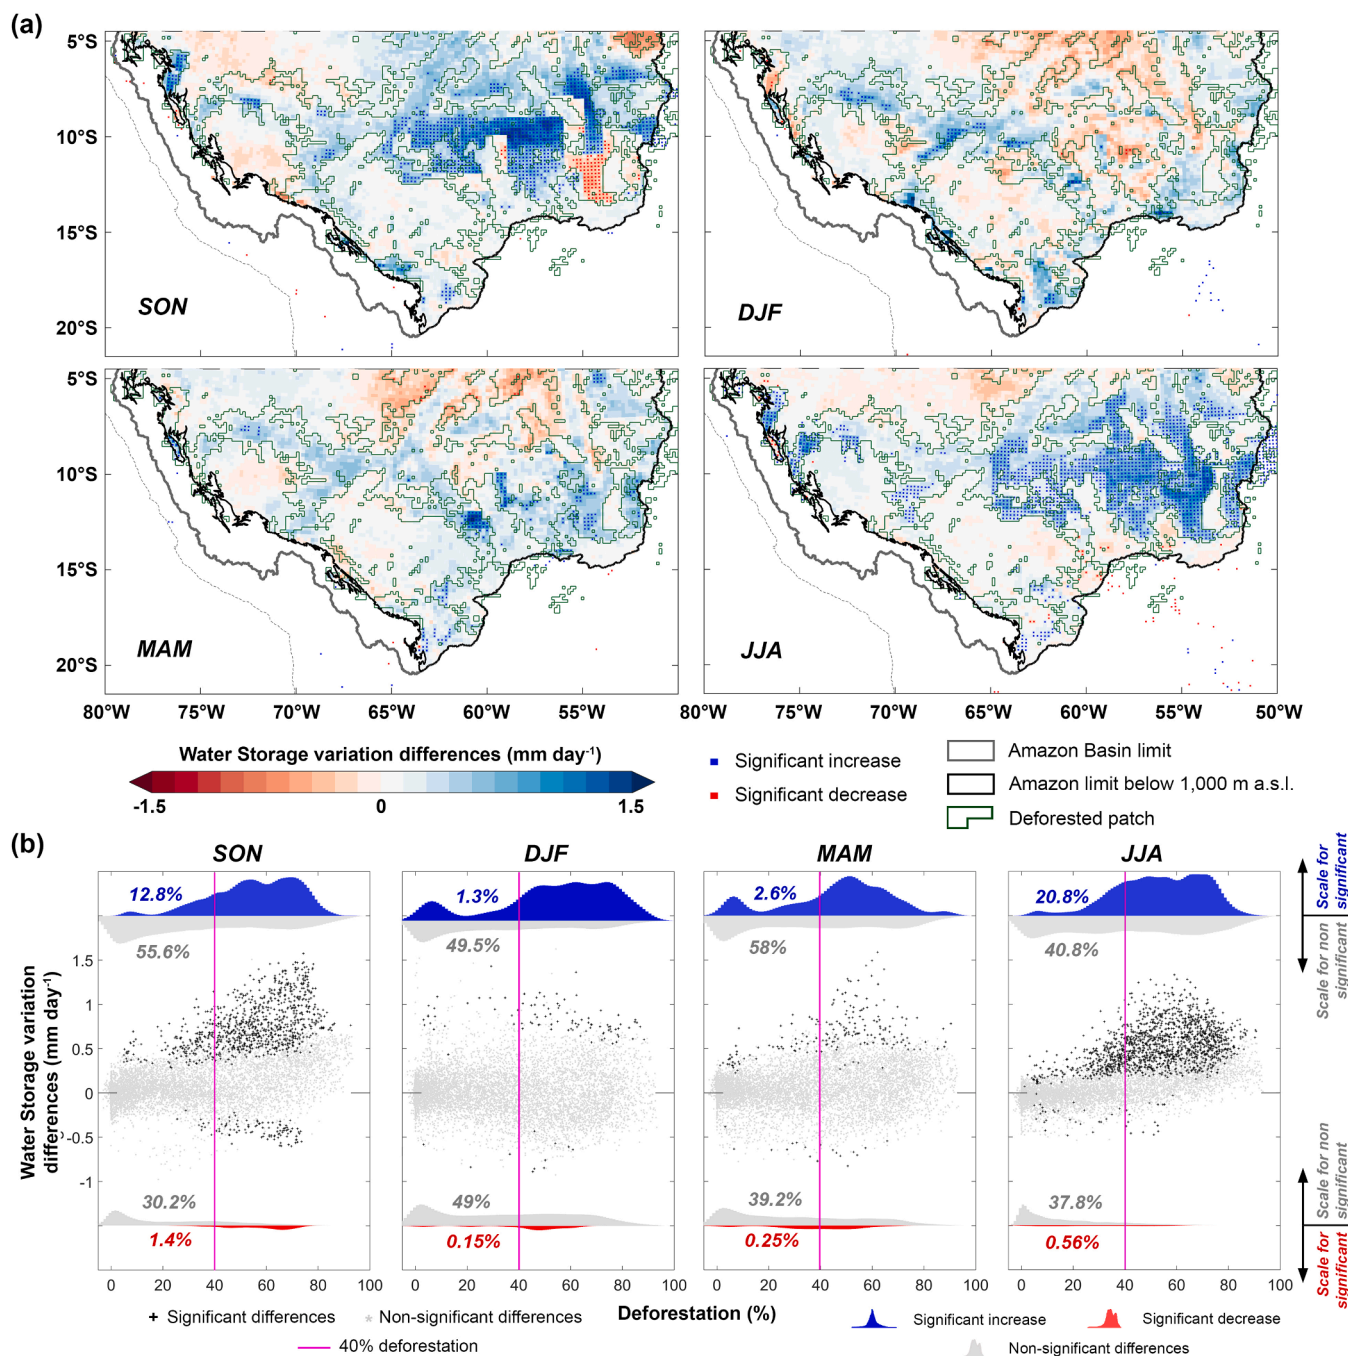 (a)
5°S
10°S
15°S
20°S
SON
DJF
5°S
10°S
15°S
20°S
MAM
JJA
80°W 75°W 70°W 65°W 60°W 55°W 80°W 75°W 70°W 65°W 60°W 55°W 50°W
Water Storage variation differences (mm day-1)
-1.5 0 1.5
Significant increase
Significant decrease
Amazon Basin limit
Amazon limit below 1,000 m a.s.l.
Deforested patch
(b)
SON DJF MAM JJA
12.8% 1.3% 2.6% 20.8%
55.6% 49.5% 58% 40.8%
Water Storage variation
differences (mm day-1)
1.5
1
0.5
0
-0.5
-1
30.2% 49% 39.2% 37.8%
1.4% 0.15% 0.25% 0.56%
Scale for
significant
Scale for non
significant
Scale for non
significant
Scale for
significant
0 20 40 60 80 100 0 20 40 60 80 100 0 20 40 60 80 100 0 20 40 60 80 100
Deforestation (%)
+ Significant differences * Non-significant differences
40% deforestation
Significant increase
Significant decrease
Non-significant differences